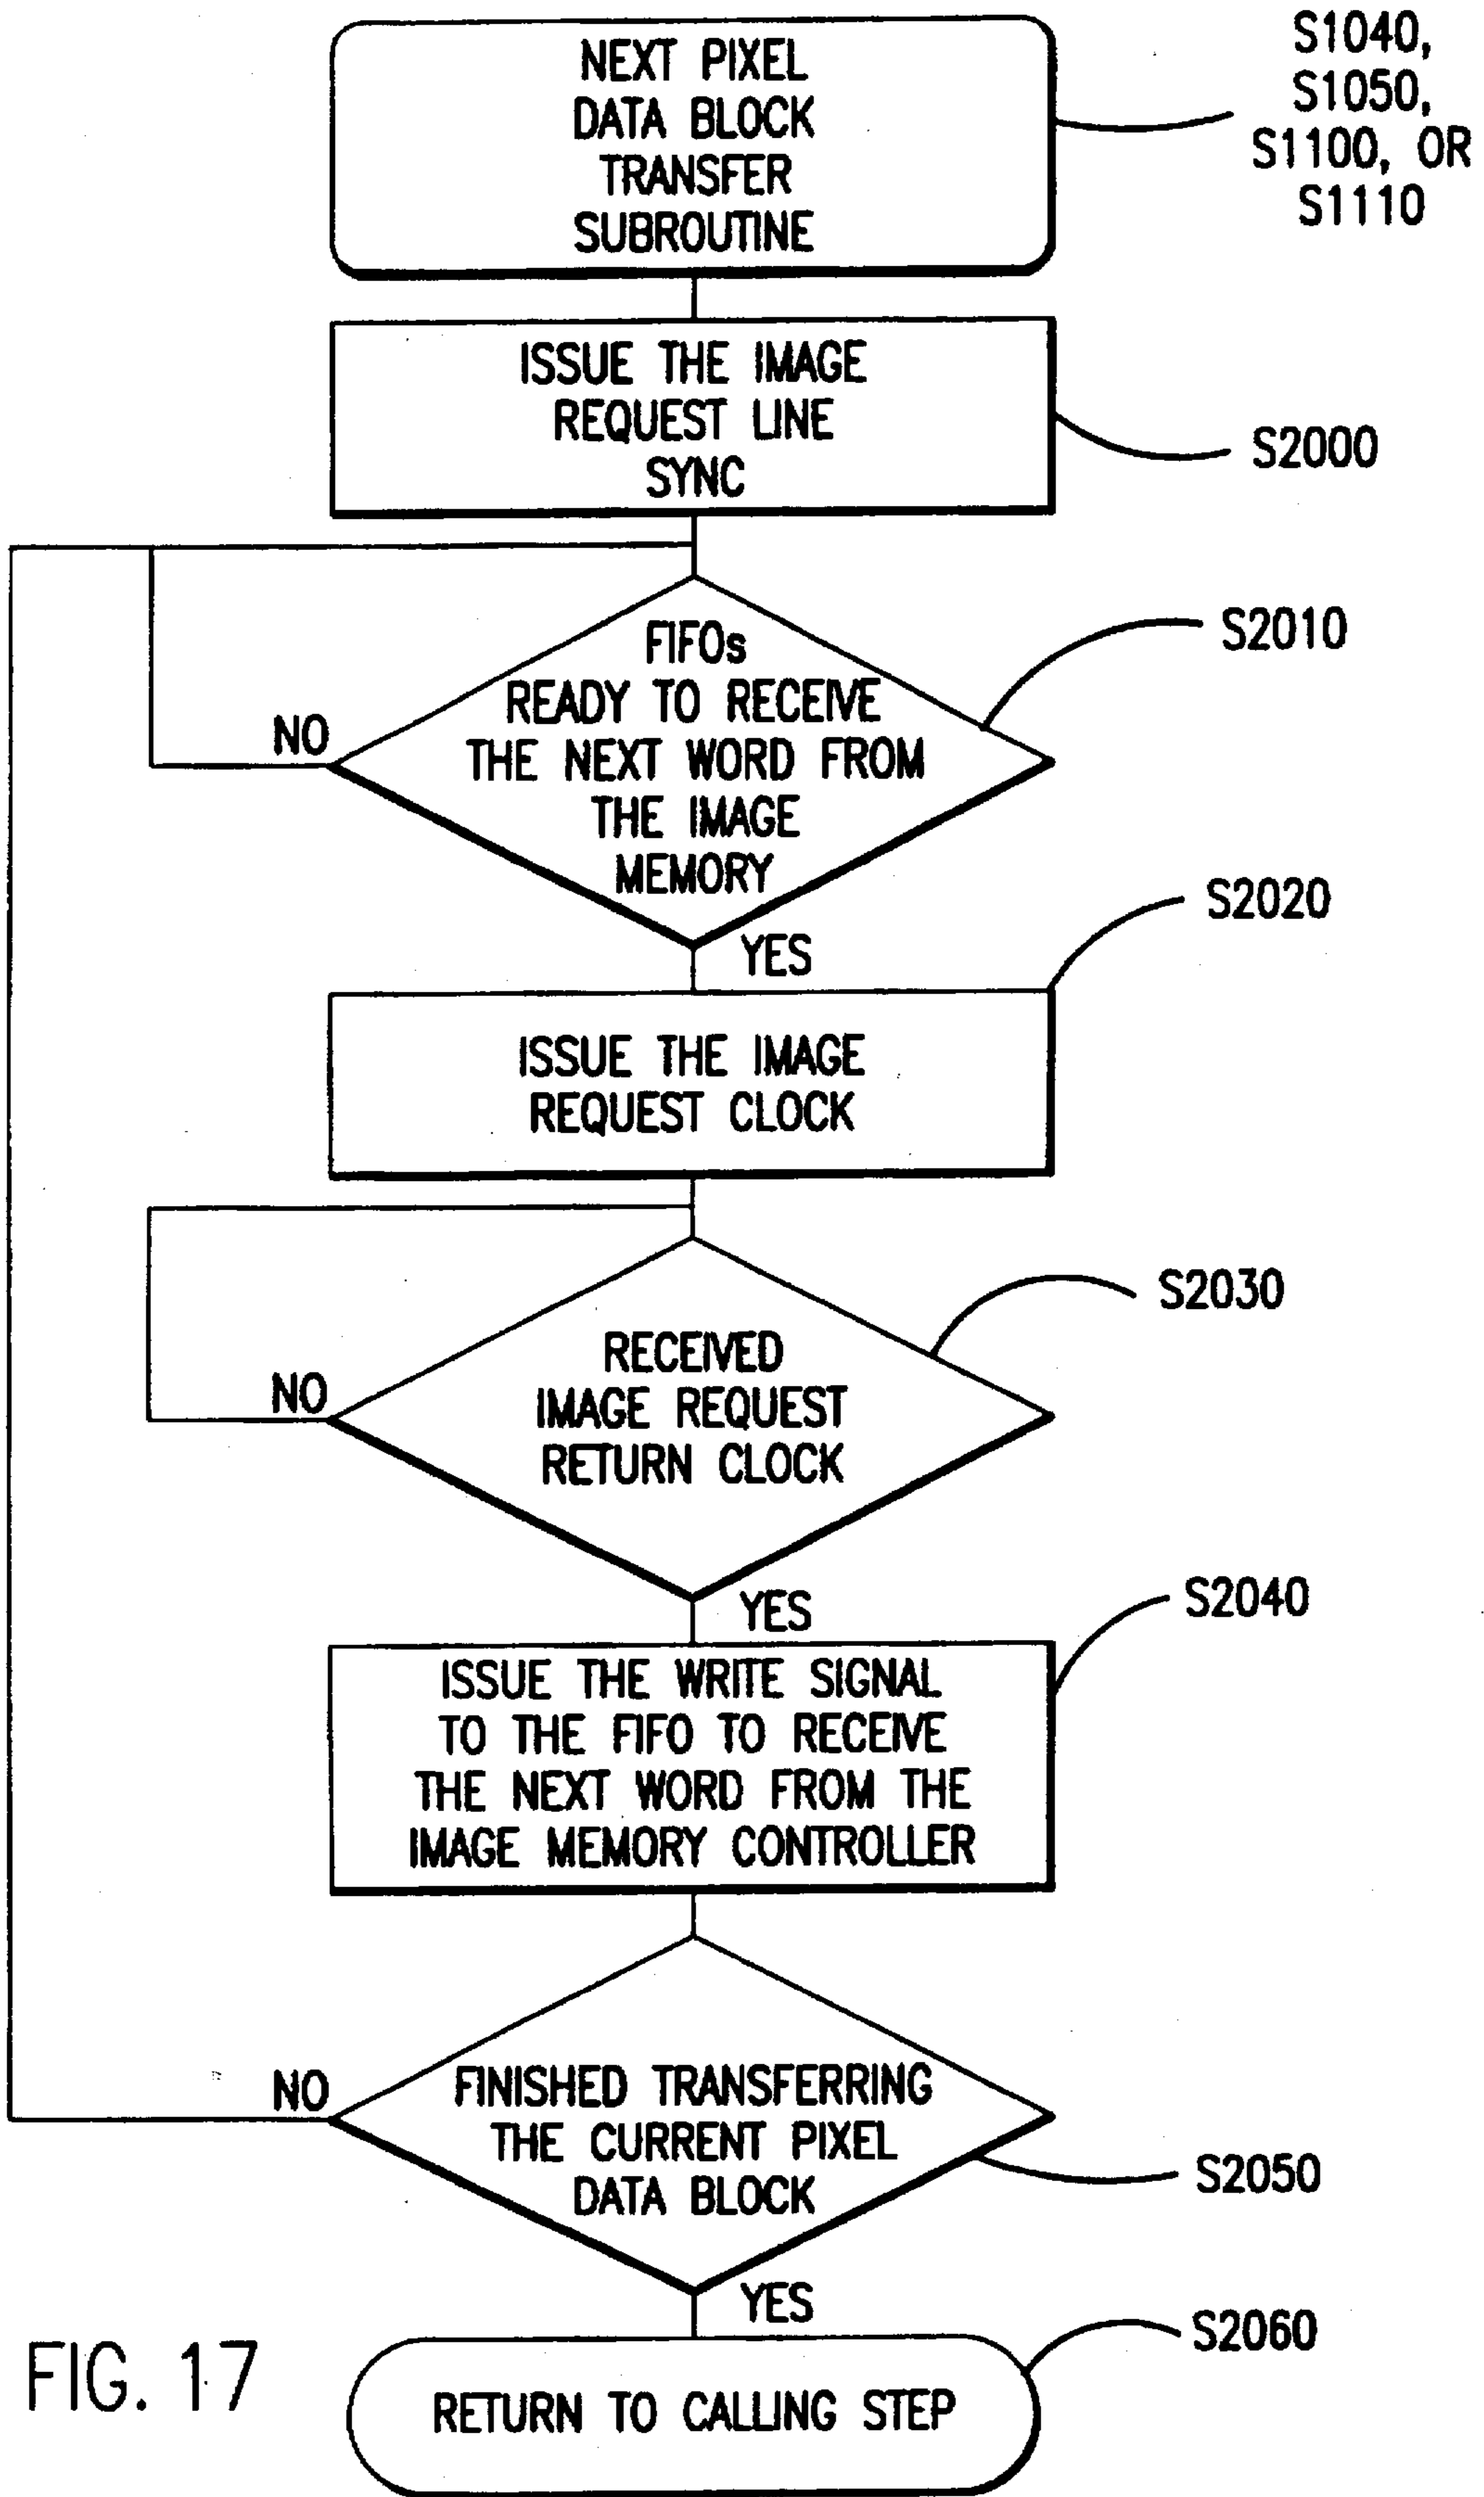 NEXT PIXEL
DATA BLOCK
TRANSFER
SUBROUTINE
S1040,
S1050,
S1100, OR
S1110
ISSUE THE IMAGE
REQUEST LINE
SYNC
S2000
FIFOs
READY TO RECEIVE
THE NEXT WORD FROM
THE IMAGE
MEMORY
S2010
NO
YES
S2020
ISSUE THE IMAGE
REQUEST CLOCK
S2030
RECEIVED
IMAGE REQUEST
RETURN CLOCK
NO
YES
S2040
ISSUE THE WRITE SIGNAL
TO THE FIFO TO RECEIVE
THE NEXT WORD FROM THE
IMAGE MEMORY CONTROLLER
NO
FINISHED TRANSFERRING
THE CURRENT PIXEL
DATA BLOCK
S2050
YES
S2060
RETURN TO CALLING STEP
FIG. 17